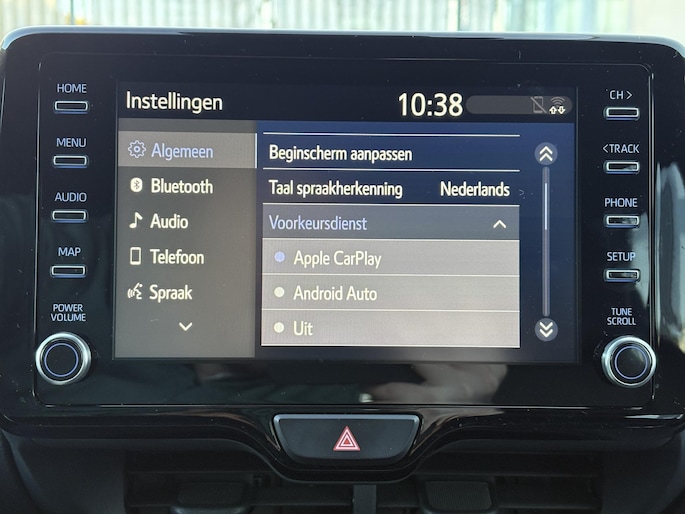 HOME
MENU
AUDIO
MAP
POWER
VOLUME
Instellingen
10:38
Algemeen
Bluetooth
Audio
Telefoon
Spraak
Beginscherm aanpassen
Taal spraakherkenning Nederlands
Voorkeursdienst
Apple CarPlay
Android Auto
Uit
CH >
< TRACK
PHONE
SETUP
TUNE
SCROLL